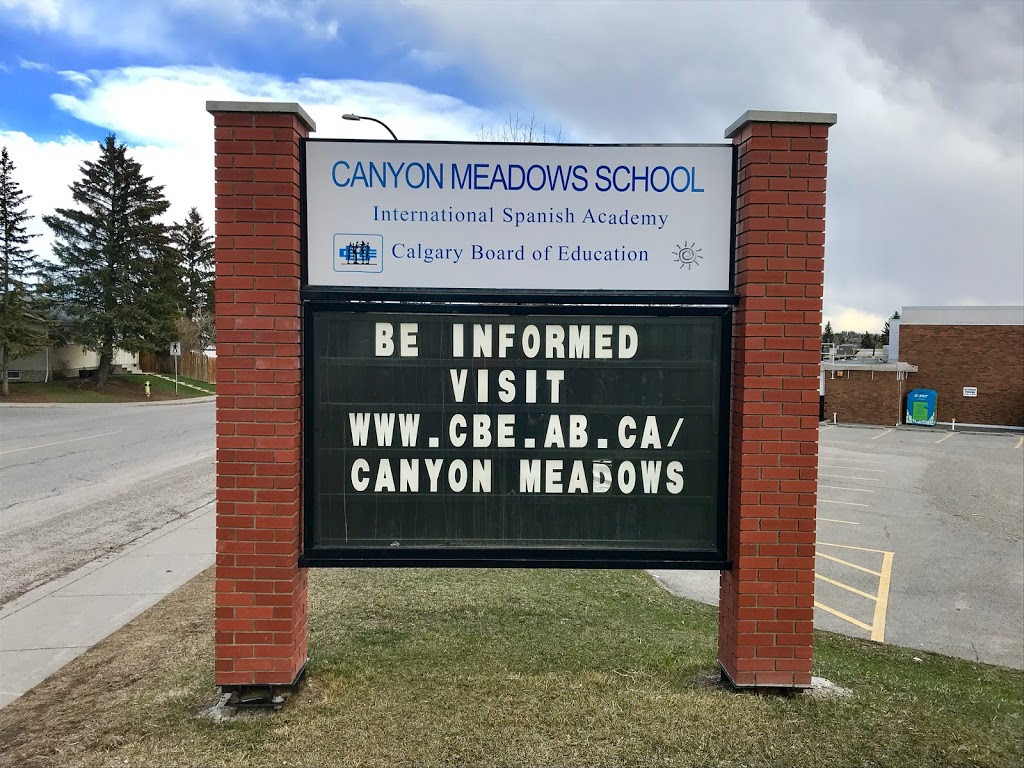 CANYON MEADOWS SCHOOL
International Spanish Academy
Calgary Board of Education
BE INFORMED
VISIT
WWW.CBE.AB.CA/
CANYON MEADOWS